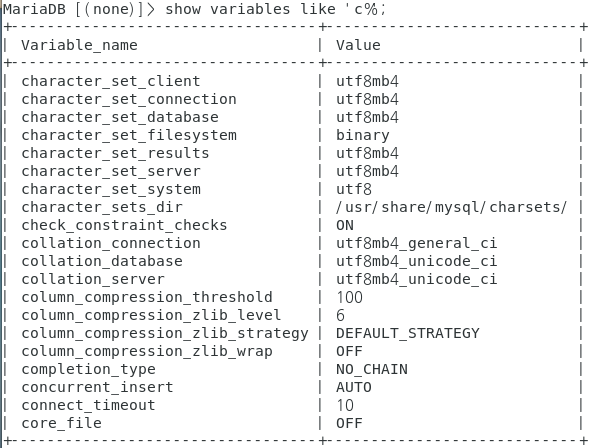 MariaDB [(none)]> show variables like 'c%;
+-----------------------------------+----------------------------+
| Variable_name | Value |
+-----------------------------------+----------------------------+
| character_set_client | utf8mb4 |
| character_set_connection | utf8mb4 |
| character_set_database | utf8mb4 |
| character_set_filesystem | binary |
| character_set_results | utf8mb4 |
| character_set_server | utf8mb4 |
| character_set_system | utf8 |
| character_sets_dir | /usr/share/mysql/charsets/ |
| check_constraint_checks | ON |
| collation_connection | utf8mb4_general_ci |
| collation_database | utf8mb4_unicode_ci |
| collation_server | utf8mb4_unicode_ci |
| column_compression_threshold | 100 |
| column_compression_zlib_level | 6 |
| column_compression_zlib_strategy | DEFAULT_STRATEGY |
| column_compression_zlib_wrap | OFF |
| completion_type | NO_CHAIN |
| concurrent_insert | AUTO |
| connect_timeout | 10 |
| core_file | OFF |
+-----------------------------------+----------------------------+